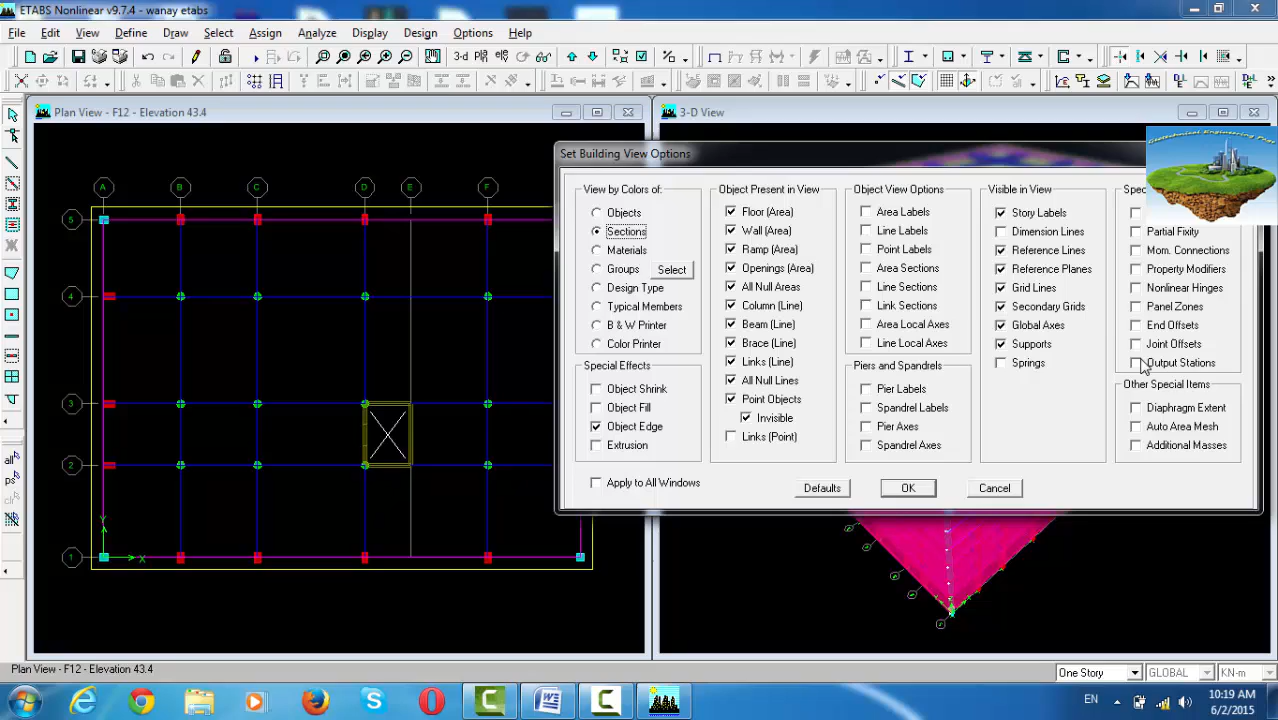 ETABS Nonlinear v9.7.4 - wanay etabs
File Edit View Define Draw Select Assign Analyze Display Design Options Help
3-d
Plan View - F12 - Elevation 43.4
3-D View
Set Building View Options
View by Colors of:
Objects
Sections
Materials
Groups
Select
Design Type
Typical Members
B & W Printer
Color Printer
Special Effects
Object Shrink
Object Fill
Object Edge
Extrusion
Apply to All Windows
Object Present in View
Floor (Area)
Wall (Area)
Ramp (Area)
Openings (Area)
All Null Areas
Column (Line)
Beam (Line)
Brace (Line)
Links (Line)
All Null Lines
Point Objects
Invisible
Links (Point)
Object View Options
Area Labels
Line Labels
Point Labels
Area Sections
Line Sections
Link Sections
Area Local Axes
Line Local Axes
Piers and Spandrels
Pier Labels
Spandrel Labels
Pier Axes
Spandrel Axes
Visible in View
Story Labels
Dimension Lines
Reference Lines
Reference Planes
Grid Lines
Secondary Grids
Global Axes
Supports
Springs
Partial Fixity
Mom. Connections
Property Modifiers
Nonlinear Hinges
Panel Zones
End Offsets
Joint Offsets
Output Stations
Other Special Items
Diaphragm Extent
Auto Area Mesh
Additional Masses
Defaults
OK
Cancel
A B C D E F
5
4
3
2
1
Y
X
all
ps
clr
Plan View - F12 - Elevation 43.4
One Story
GLOBAL
KN-m
EN
10:19 AM
6/2/2015